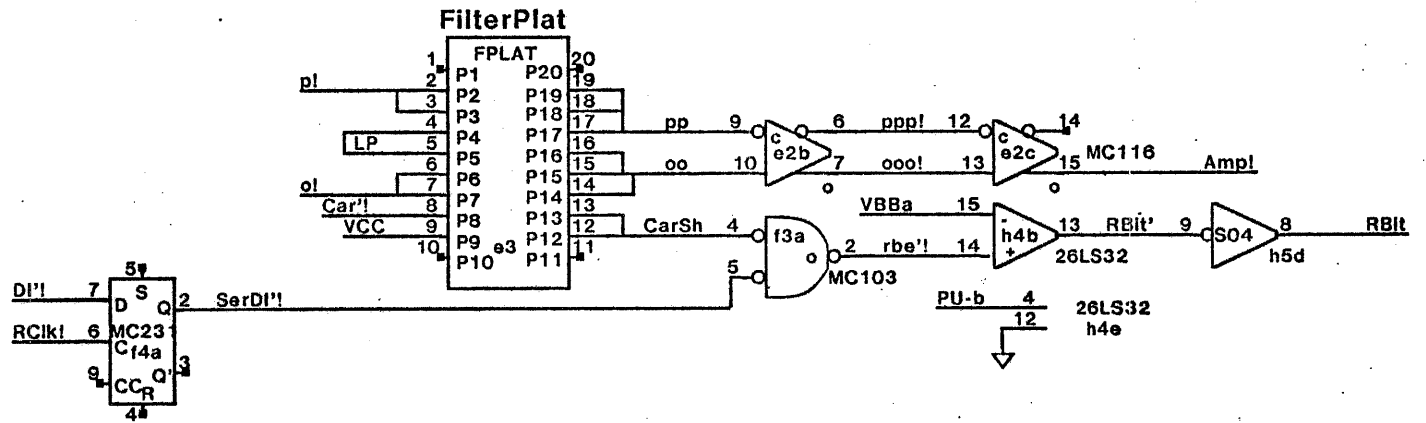 FilterPlat
FPLAT
1 P1 P20 20
p! 2 P2 P19 19
3 P3 P18 18
4 P4 P17 17 pp 9 c e2b 6 ppp! 12 c e2c 14
LP 5 P5 P16 16
MC116
6 P6 P15 15 oo 10 7 ooo! 13 15 Amp!
o! 7 P7 P14 14
Car'! 8 P8 P13 13
VCC 9 P9 P12 12 CarSh 4 f3a 2 rbe'! 14
10 P10 e3 P11 11
VBBa 15 - h4b + 13 RBit' 9 S04 8 RBit
26LS32 h5d
5 MC103
PU-b 4 26LS32
12 h4e
5 S
DI'! 7 D Q 2 SerDI'!
RClk! 6 C MC231
f4a
Q' 3
9 CC R
4